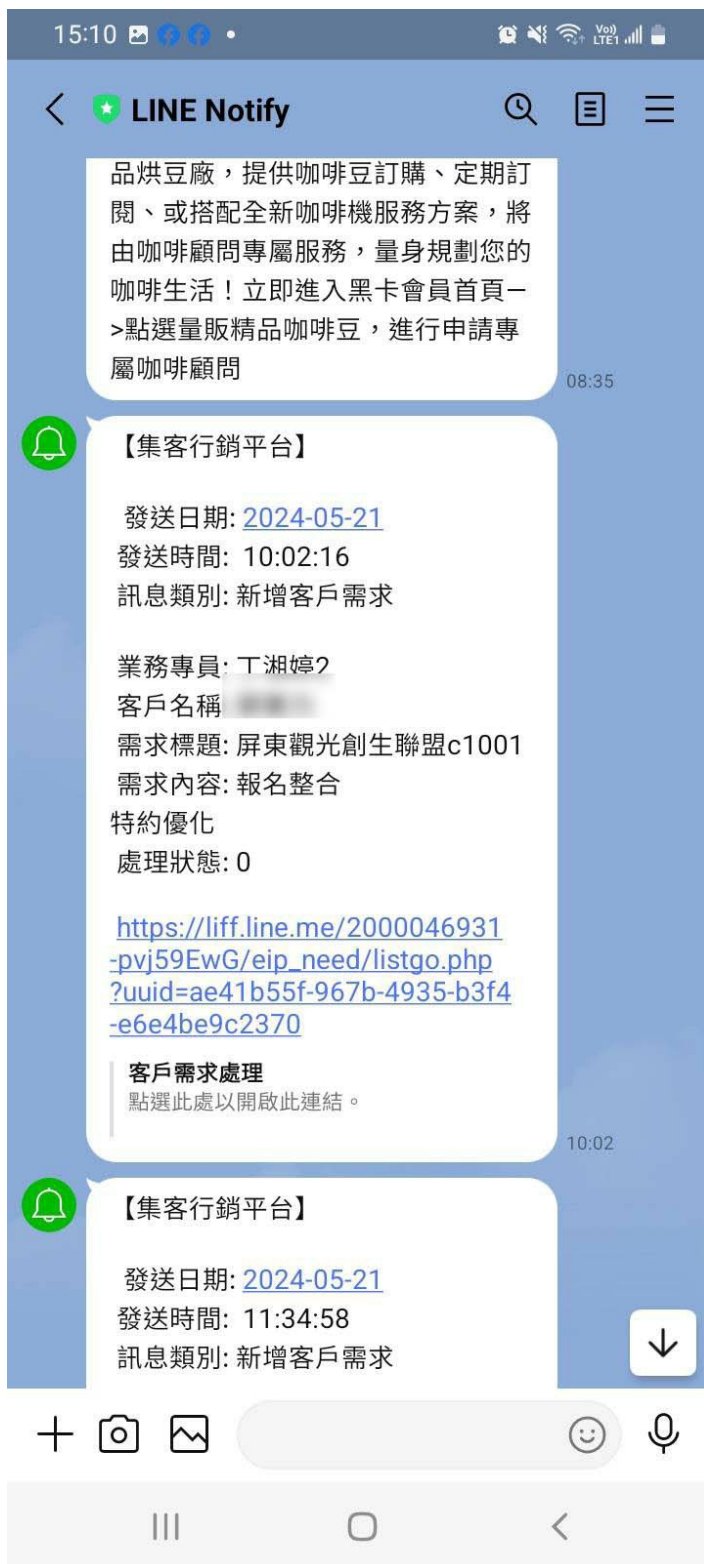 15:10
Vo))
LTE1
LINE Notify
品烘豆廠，提供咖啡豆訂購、定期訂
閱、或搭配全新咖啡機服務方案，將
由咖啡顧問專屬服務，量身規劃您的
咖啡生活！立即進入黑卡會員首頁—
>點選量販精品咖啡豆，進行申請專
屬咖啡顧問
08:35
【集客行銷平台】
發送日期: 2024-05-21
發送時間: 10:02:16
訊息類別: 新增客戶需求
業務專員: 丁湘婷2
客戶名稱
需求標題: 屏東觀光創生聯盟c1001
需求內容: 報名整合
特約優化
處理狀態: 0
https://liff.line.me/2000046931
-pvj59EwG/eip_need/listgo.php
?uuid=ae41b55f-967b-4935-b3f4
-e6e4be9c2370
客戶需求處理
點選此處以開啟此連結。
10:02
【集客行銷平台】
發送日期: 2024-05-21
發送時間: 11:34:58
訊息類別: 新增客戶需求